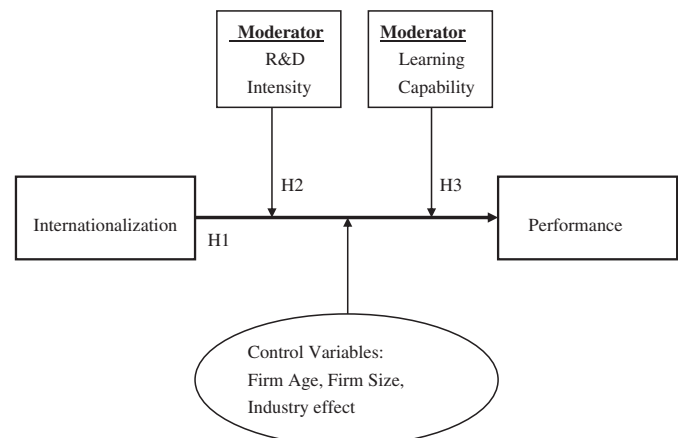 Moderator
R&D
Intensity
Moderator
Learning
Capability
H2
H3
Internationalization
H1
Performance
Control Variables:
Firm Age, Firm Size,
Industry effect